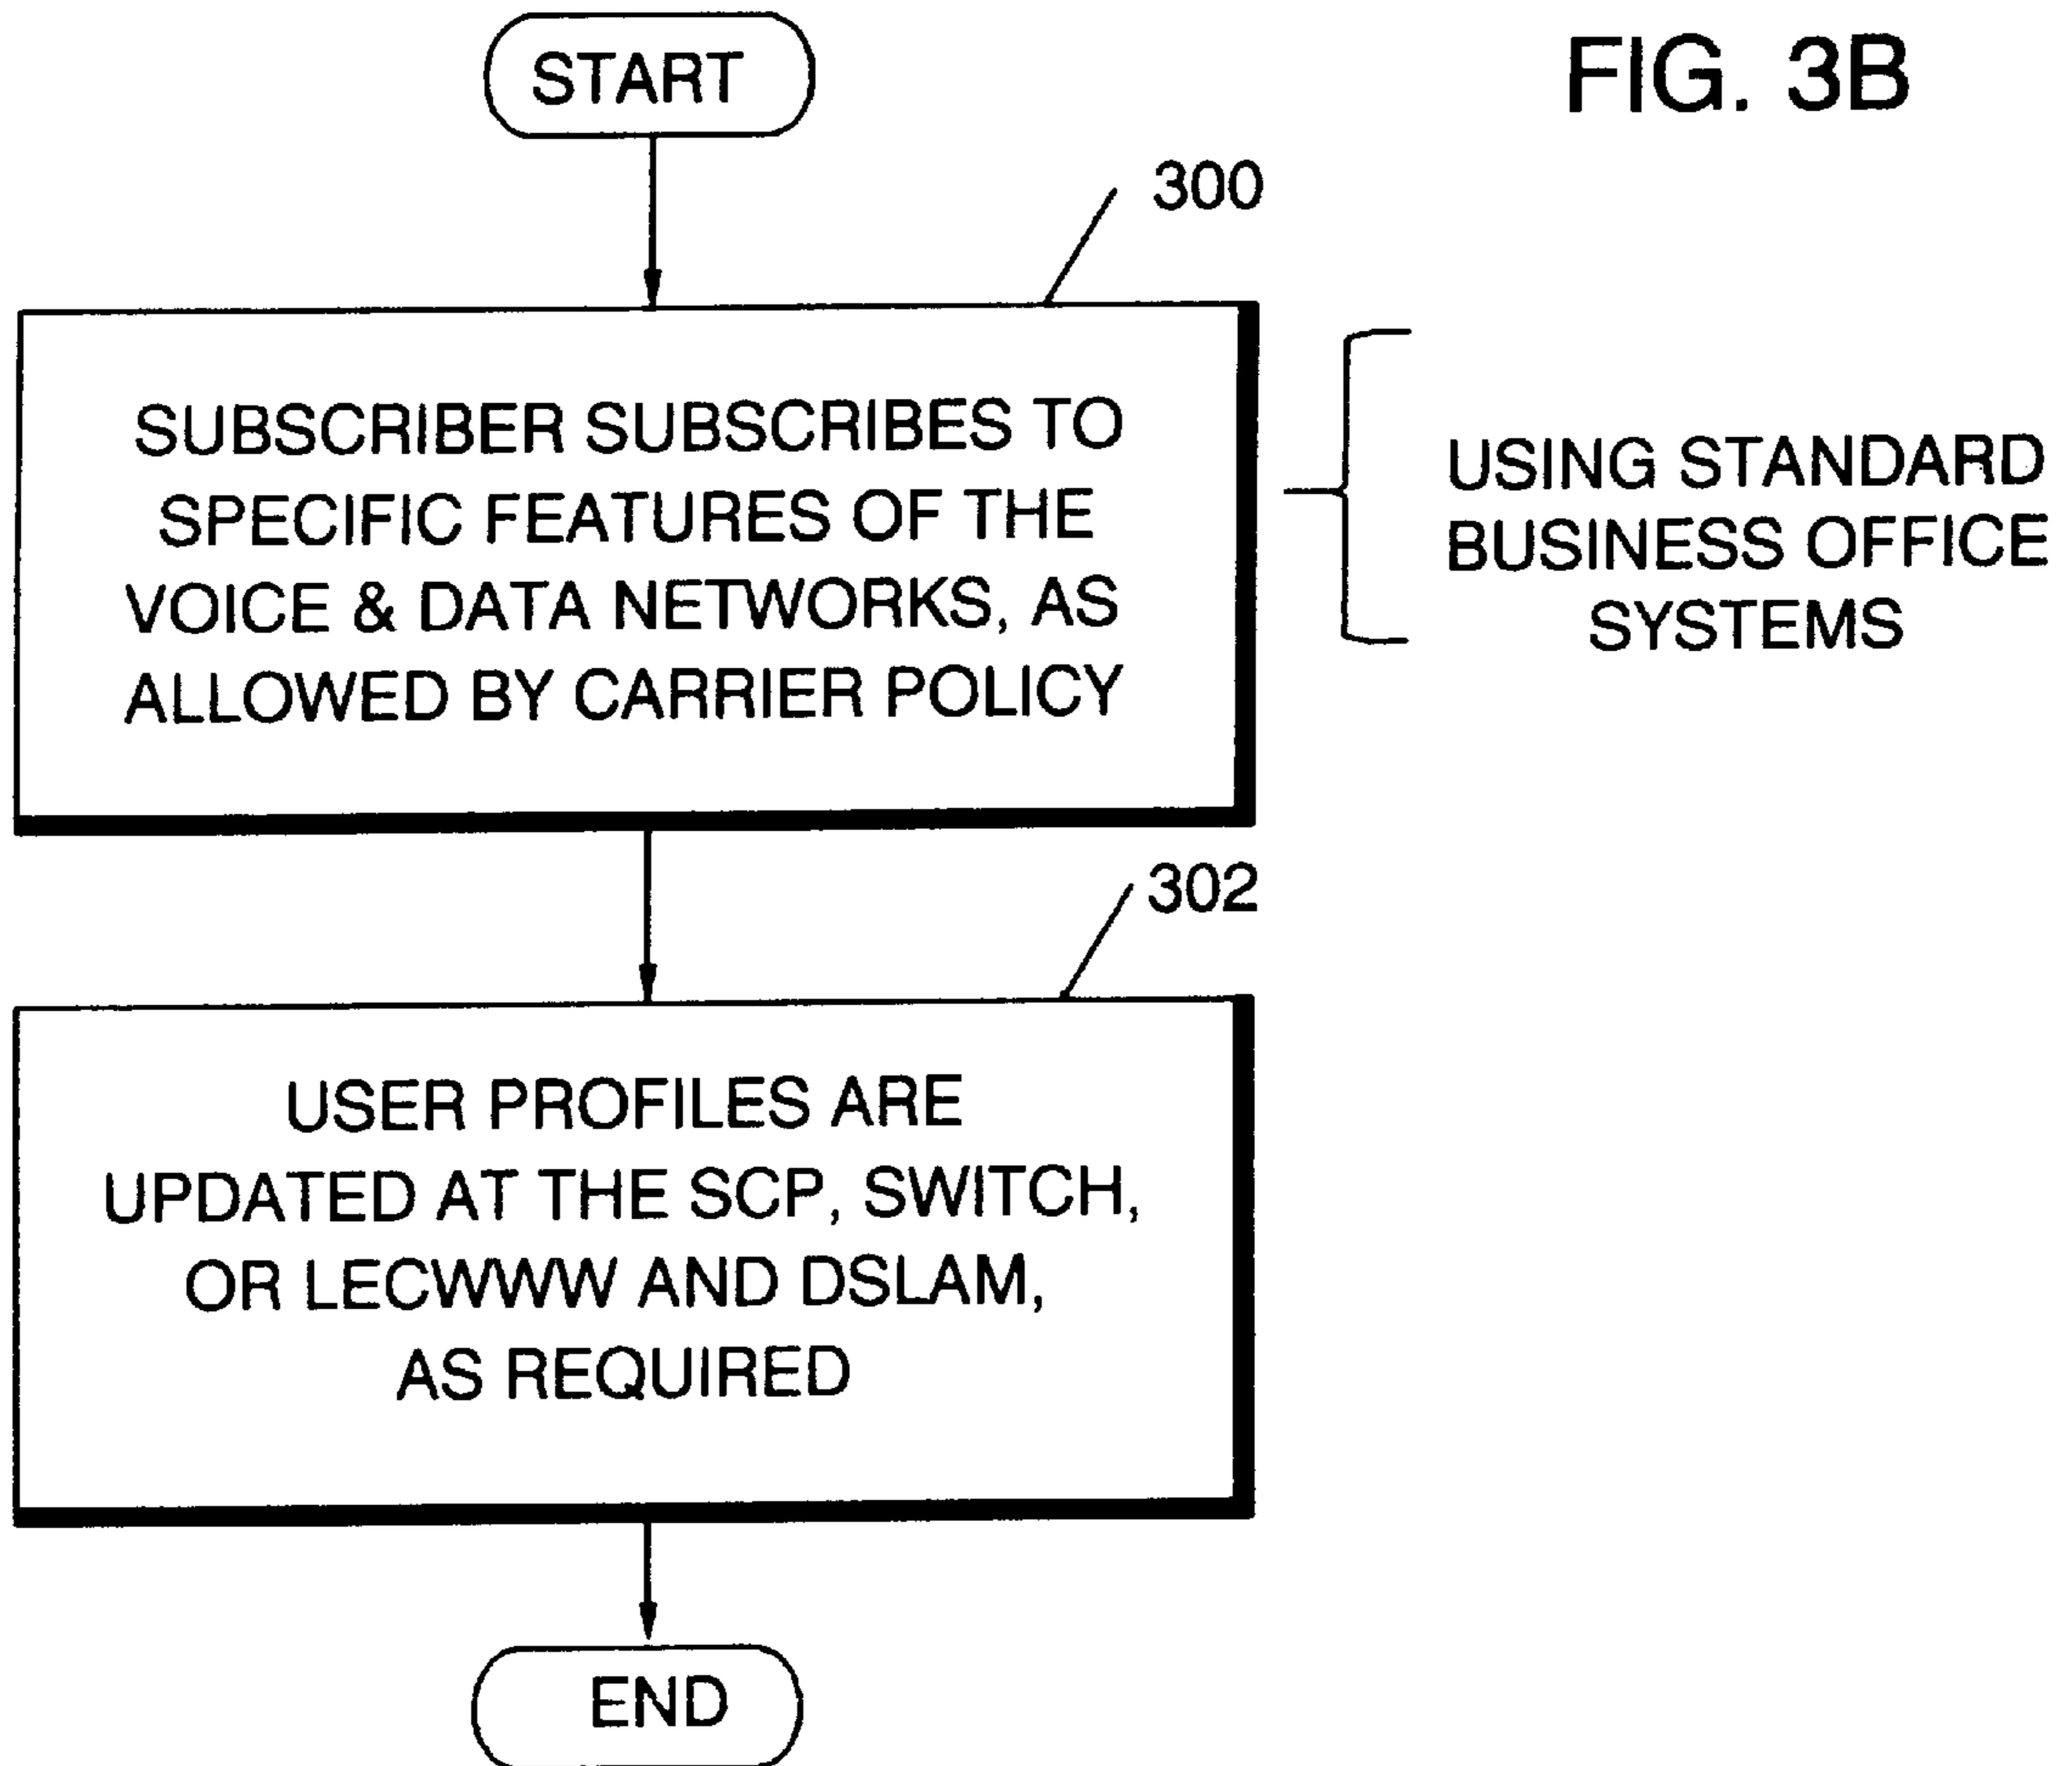 FIG. 3B
START
300
SUBSCRIBER SUBSCRIBES TO
SPECIFIC FEATURES OF THE
VOICE & DATA NETWORKS, AS
ALLOWED BY CARRIER POLICY
USING STANDARD
BUSINESS OFFICE
SYSTEMS
302
USER PROFILES ARE
UPDATED AT THE SCP, SWITCH,
OR LECWWW AND DSLAM,
AS REQUIRED
END